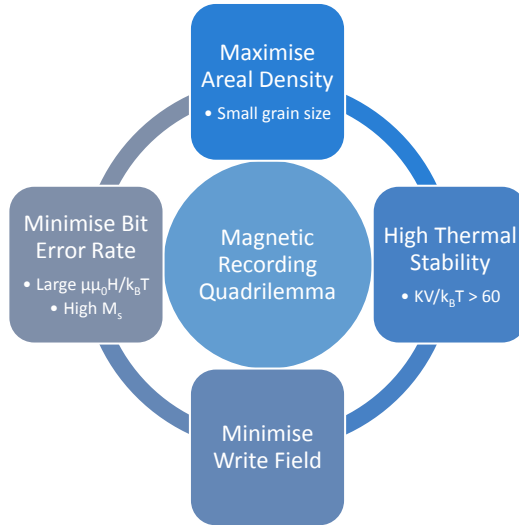 Maximise
Areal Density
• Small grain size
Minimise Bit
Error Rate
• Large μμ₀H/kBT
• High Ms
Magnetic
Recording
Quadrilemma
High Thermal
Stability
• KV/kBT > 60
Minimise
Write Field